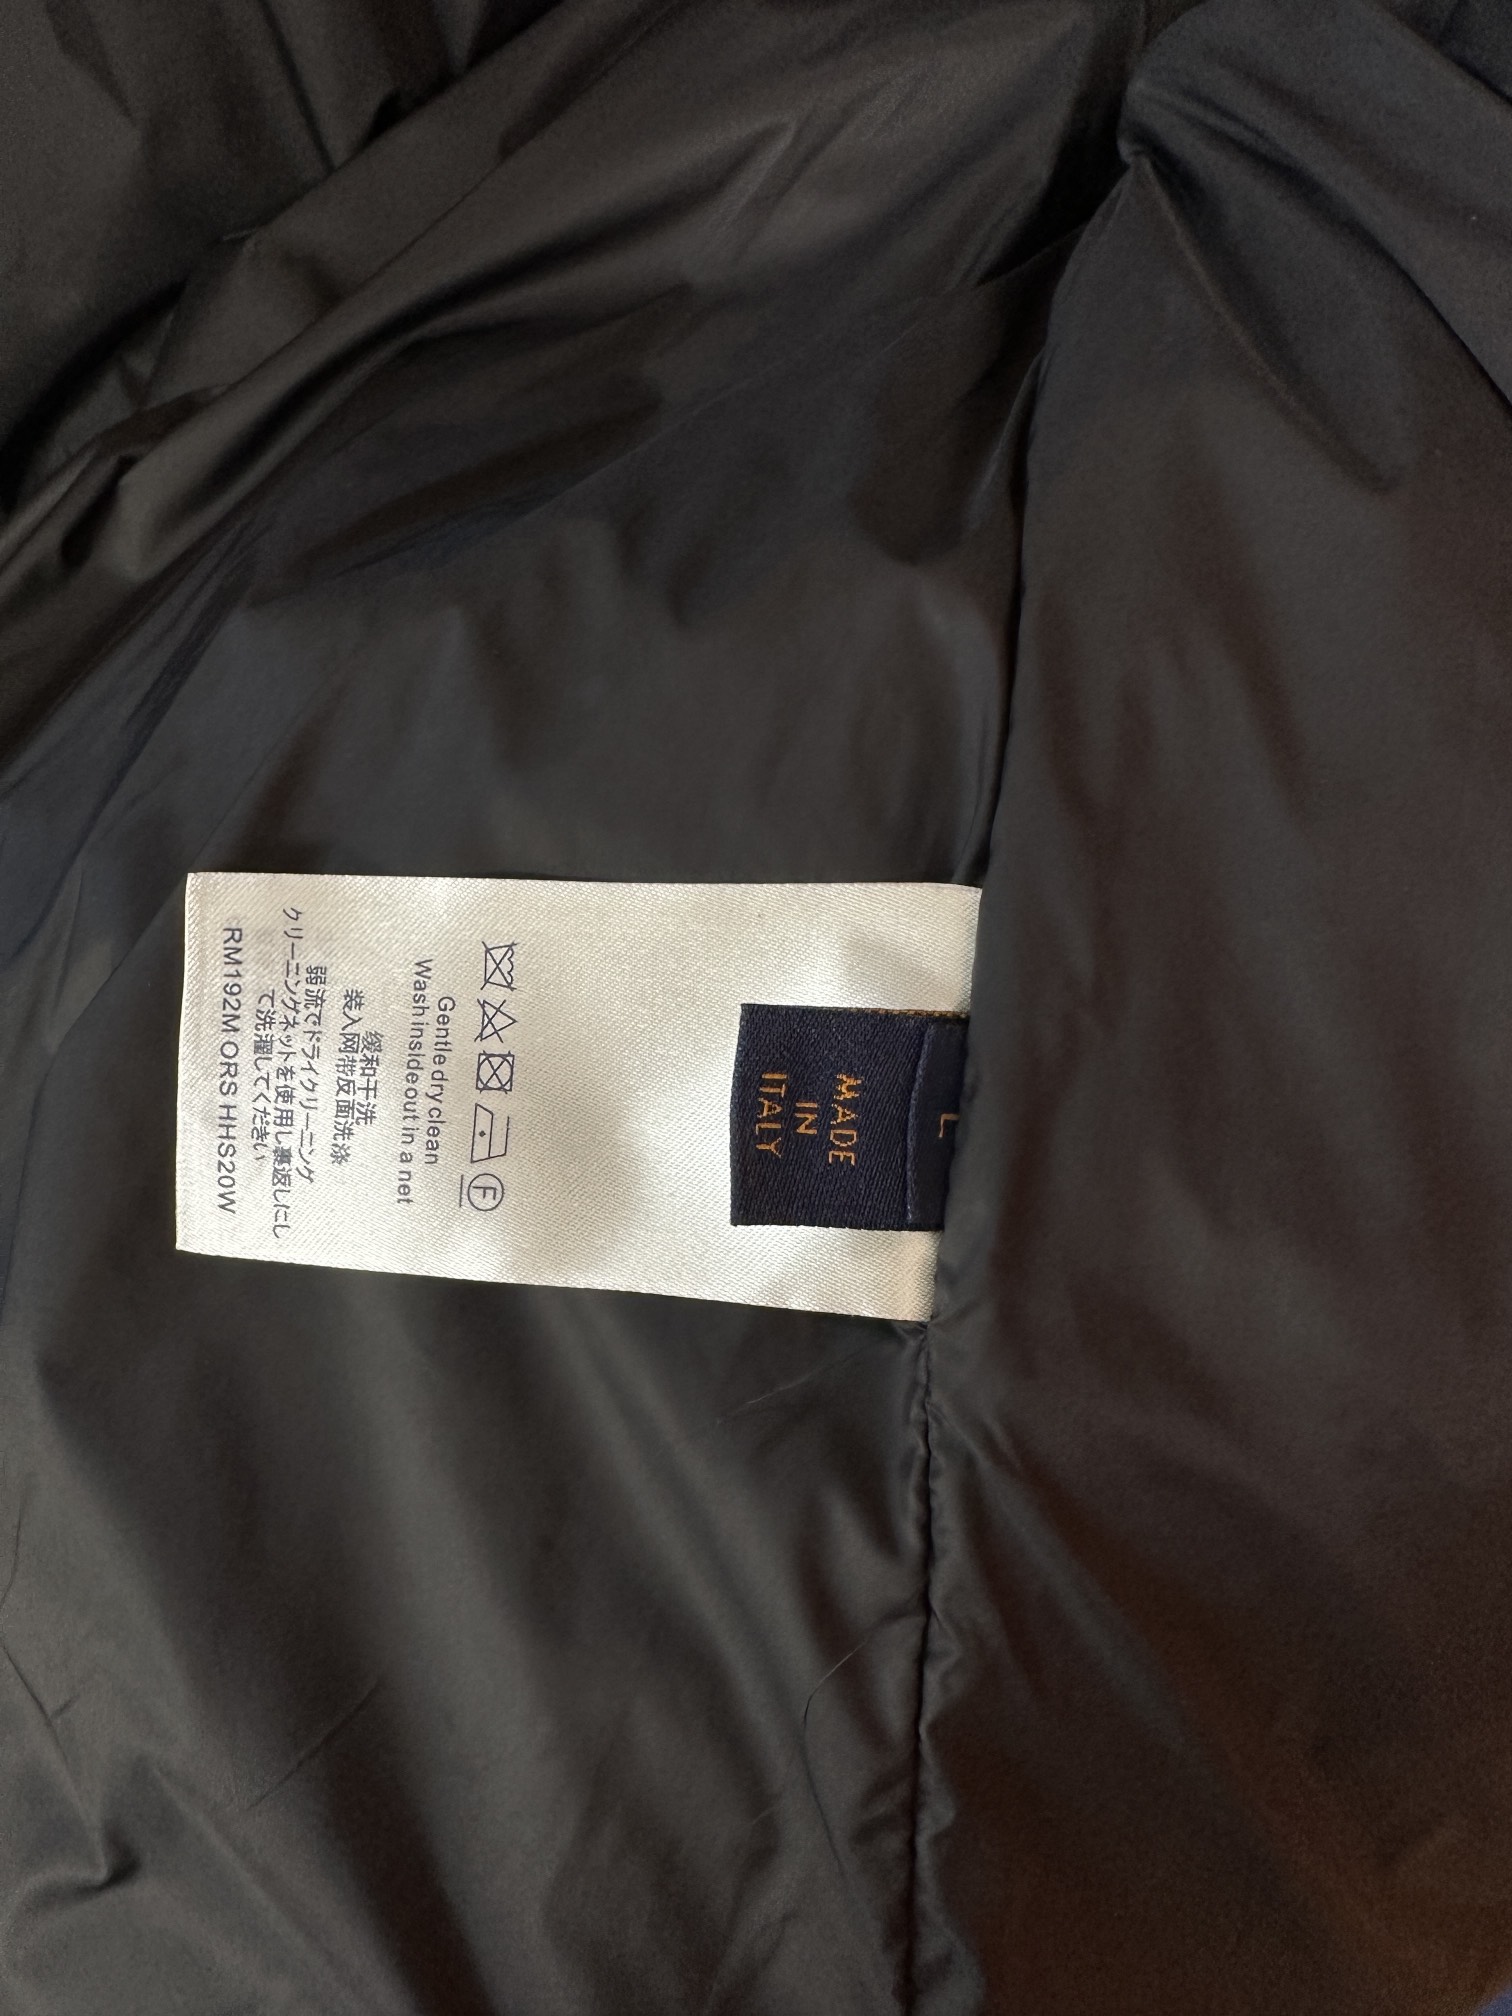 L
MADE
IN
ITALY
Gentle dry clean
Wash inside out in a net
缓和干洗
装入网带反面洗涤
弱流でドライクリーニング
クリーニングネットを使用し裏返しにし
て洗濯してください
RM192M ORS HHS20W